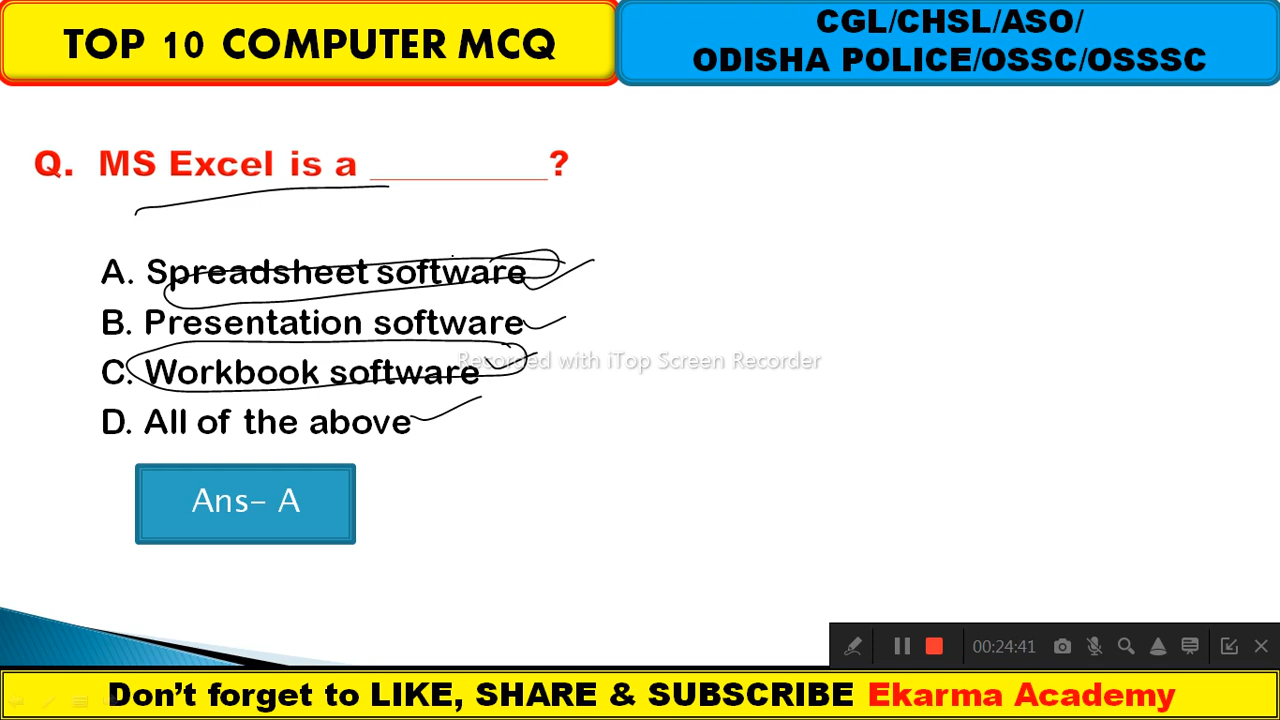 TOP 10 COMPUTER MCQ
CGL/CHSL/ASO/
ODISHA POLICE/OSSC/OSSSC
Q. MS Excel is a __________?
A. Spreadsheet software
B. Presentation software
C. Workbook software
D. All of the above
Recorded with iTop Screen Recorder
Ans- A
00:24:41
Don't forget to LIKE, SHARE & SUBSCRIBE Ekarma Academy